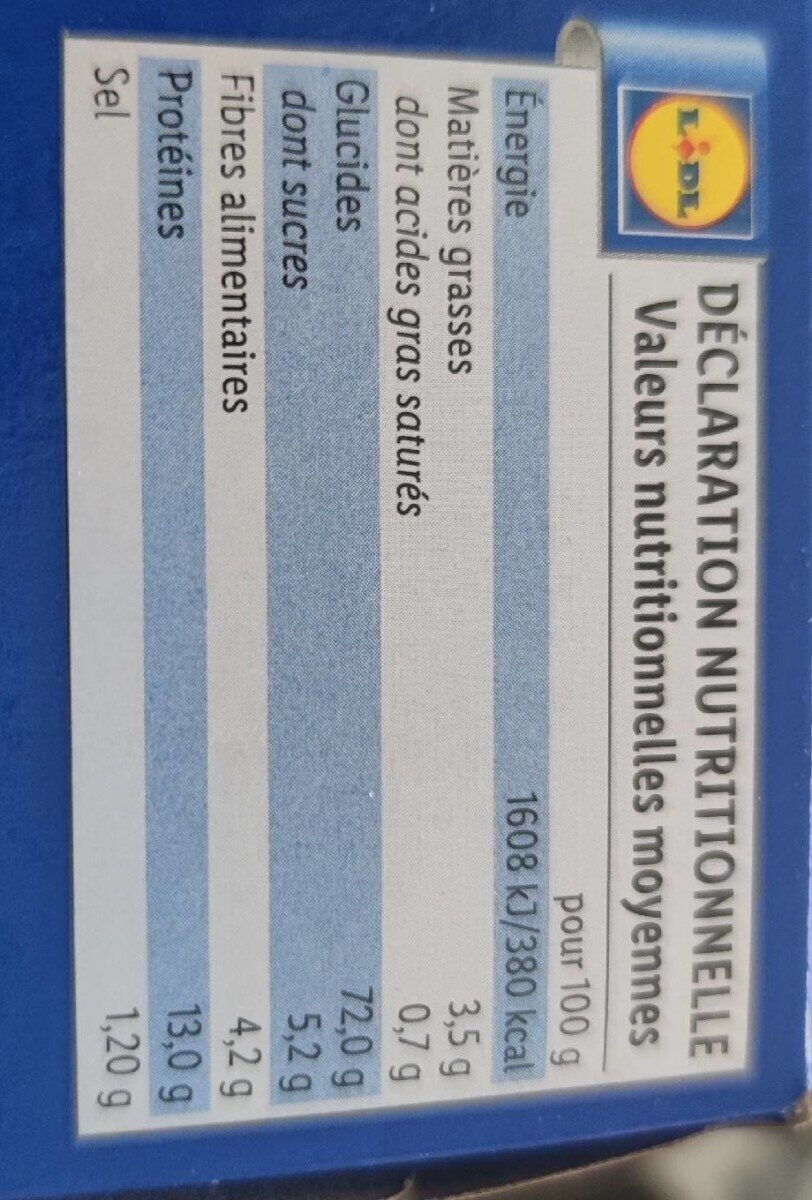 LIDL
DÉCLARATION NUTRITIONNELLE
Valeurs nutritionnelles moyennes
pour 100 g
Énergie 1608 kJ/380 kcal
Matières grasses 3,5 g
dont acides gras saturés 0,7 g
Glucides 72,0 g
dont sucres 5,2 g
Fibres alimentaires 4,2 g
Protéines 13,0 g
Sel 1,20 g